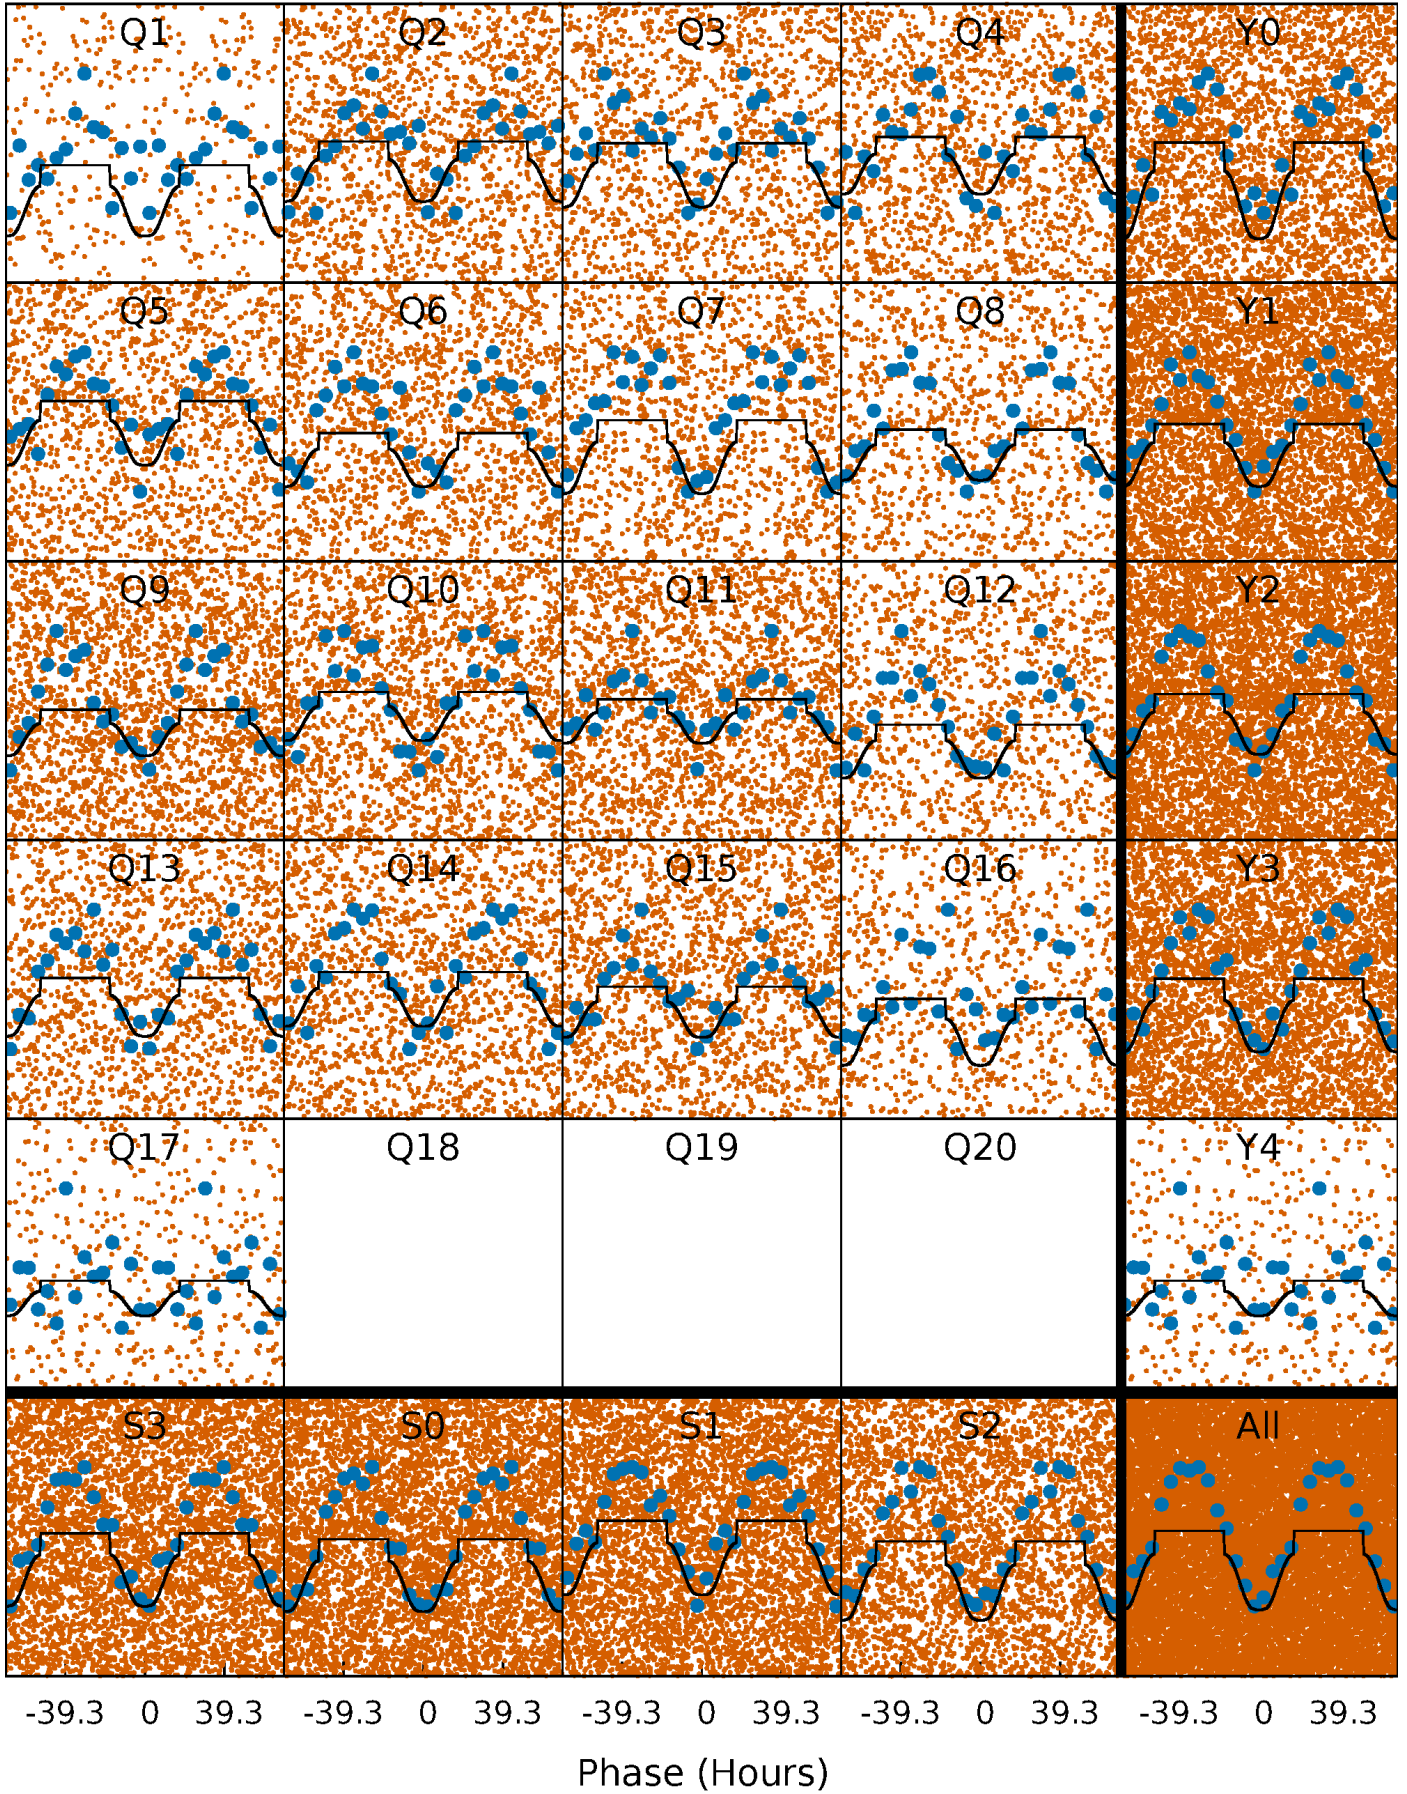 Q1 Q2 Q3 Q4 Y0
Q5 Q6 Q7 Q8 Y1
Q9 Q10 Q11 Q12 Y2
Q13 Q14 Q15 Q16 Y3
Q17 Q18 Q19 Q20 Y4
S3 S0 S1 S2 All
-39.3 0 39.3 -39.3 0 39.3 -39.3 0 39.3 -39.3 0 39.3 -39.3 0 39.3
Phase (Hours)